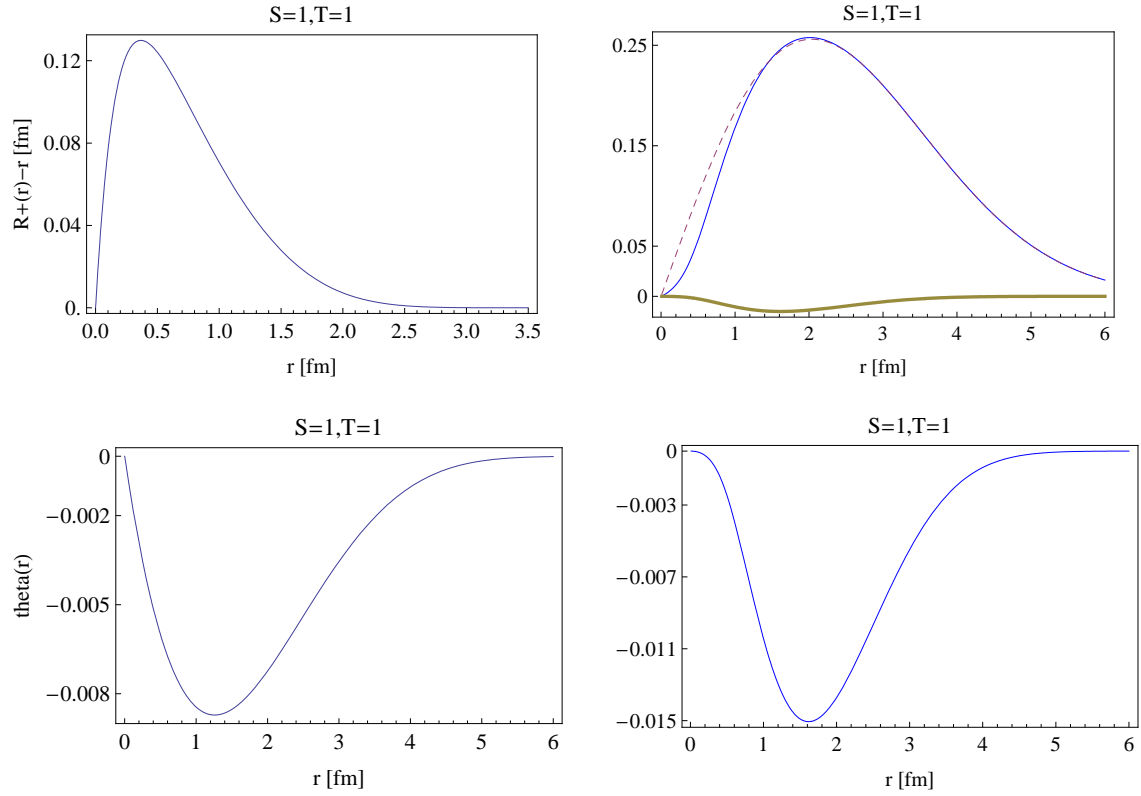 S=1,T=1
R+(r)−r [fm]
0.12
0.08
0.04
0.
0.0 0.5 1.0 1.5 2.0 2.5 3.0 3.5
r [fm]
S=1,T=1
0.25
0.15
0.05
0
0 1 2 3 4 5 6
r [fm]
S=1,T=1
theta(r)
0
−0.002
−0.005
−0.008
0 1 2 3 4 5 6
r [fm]
S=1,T=1
0
−0.003
−0.007
−0.011
−0.015
0 1 2 3 4 5 6
r [fm]